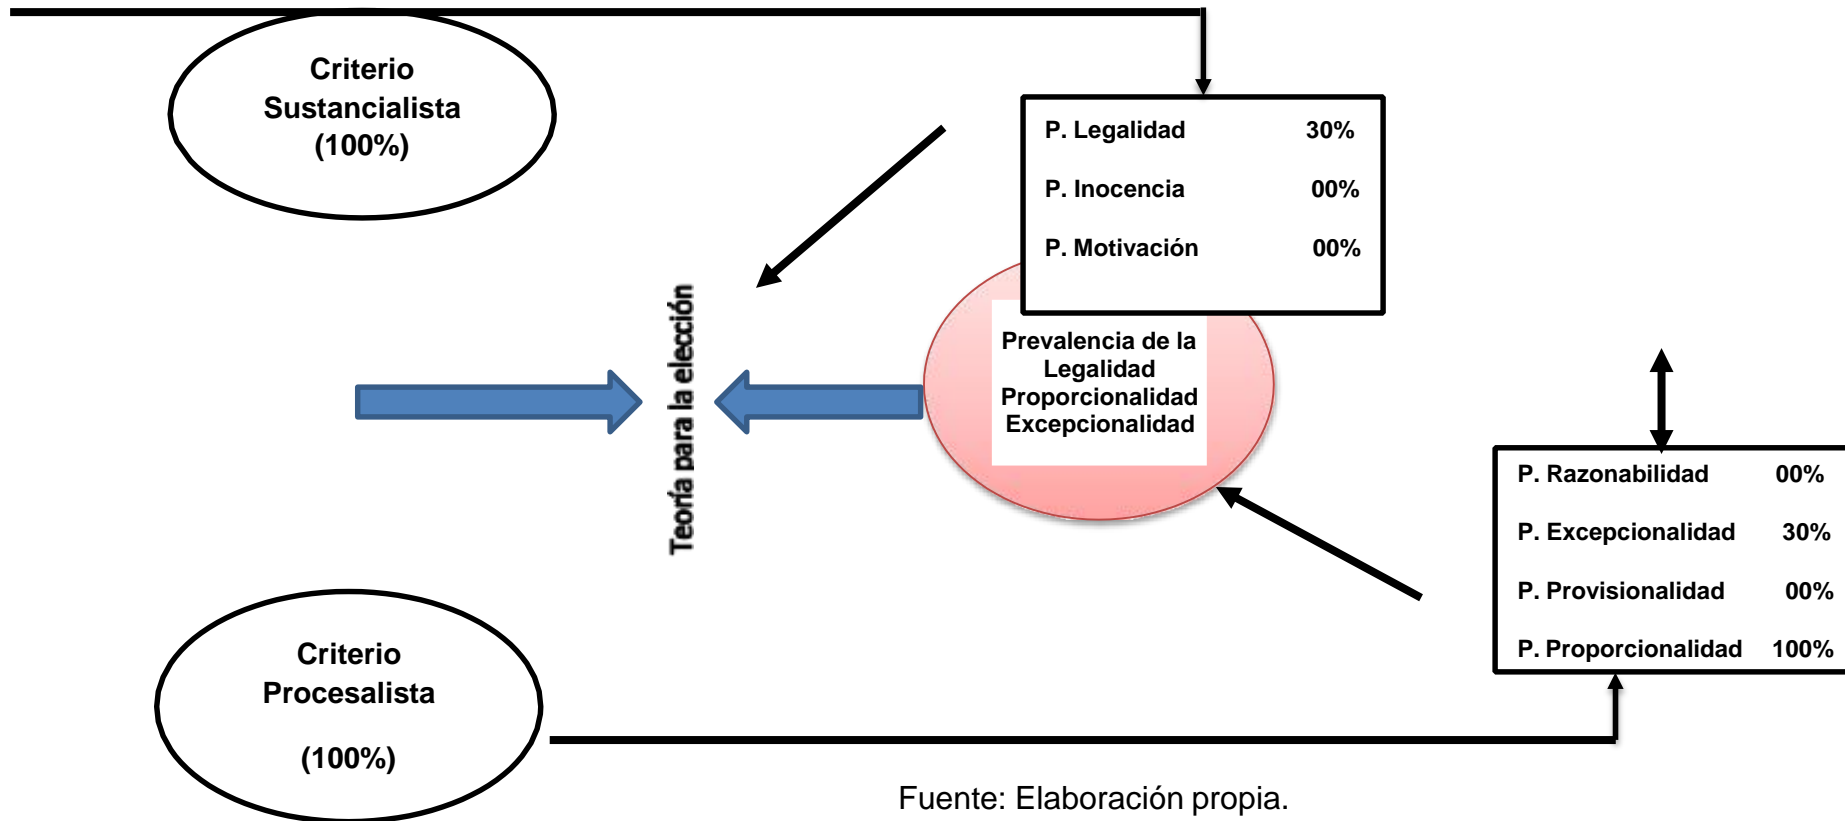 Criterio
Sustancialista
(100%)
P. Legalidad 30%
P. Inocencia 00%
P. Motivación 00%
Teoría para la elección
Prevalencia de la
Legalidad
Proporcionalidad
Excepcionalidad
P. Razonabilidad 00%
P. Excepcionalidad 30%
P. Provisionalidad 00%
P. Proporcionalidad 100%
Criterio
Procesalista
(100%)
Fuente: Elaboración propia.